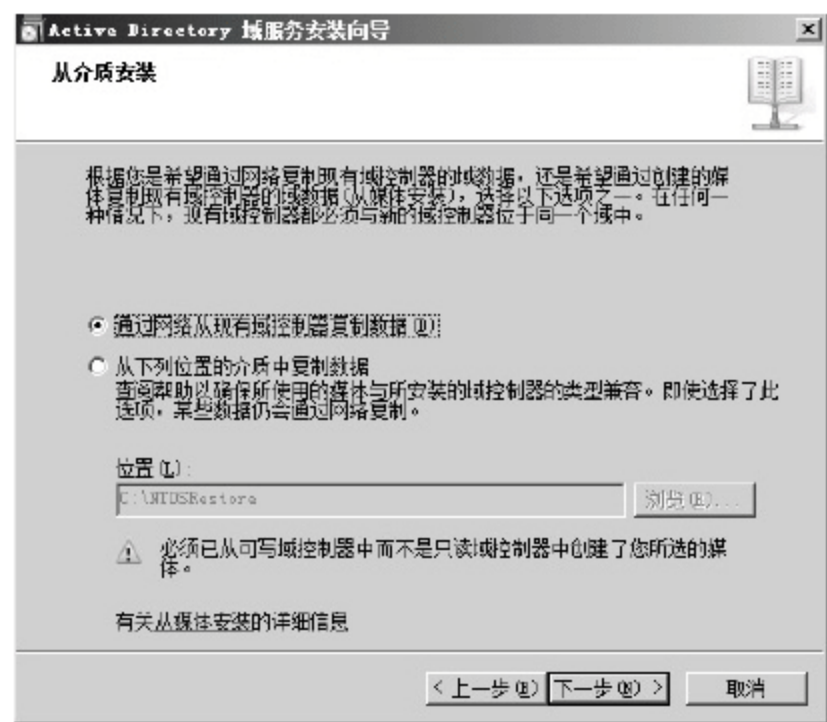 Active Directory 域服务安装向导
从介质安装
根据您是希望通过网络复制现有域控制器的域数据，还是希望通过创建的媒
体复制现有域控制器的域数据(从媒体安装)，选择以下选项之一。在任何一
种情况下，现有域控制器都必须与新的域控制器位于同一个域中。
通过网络从现有域控制器复制数据(D)
从下列位置的介质中复制数据
查阅帮助以确保所使用的媒体与所安装的域控制器的类型兼容。即使选择了此
选项，某些数据仍会通过网络复制。
位置(L):
C:\NTDSRestore
浏览(R)...
必须已从可写域控制器中而不是只读域控制器中创建了您所选的媒
体。
有关从媒体安装的详细信息
< 上一步(B)
下一步(N) >
取消